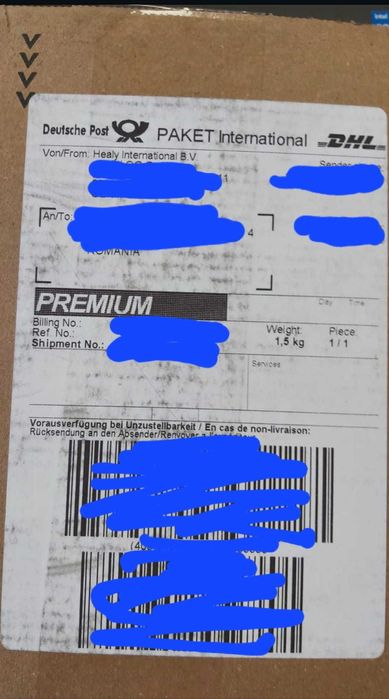 Deutsche Post PAKET International DHL
Von/From: Healy International B.V.
Sender
An/To:
4
ROMANIA
PREMIUM
Day Time
Billing No.:
Ref. No.:
Shipment No.:
Weight: Piece
1,5 kg 1/1
Services
Vorausverfügung bei Unzustellbarkeit / En cas de non-livraison:
Rücksendung an den Absender/Renvoyer
(40